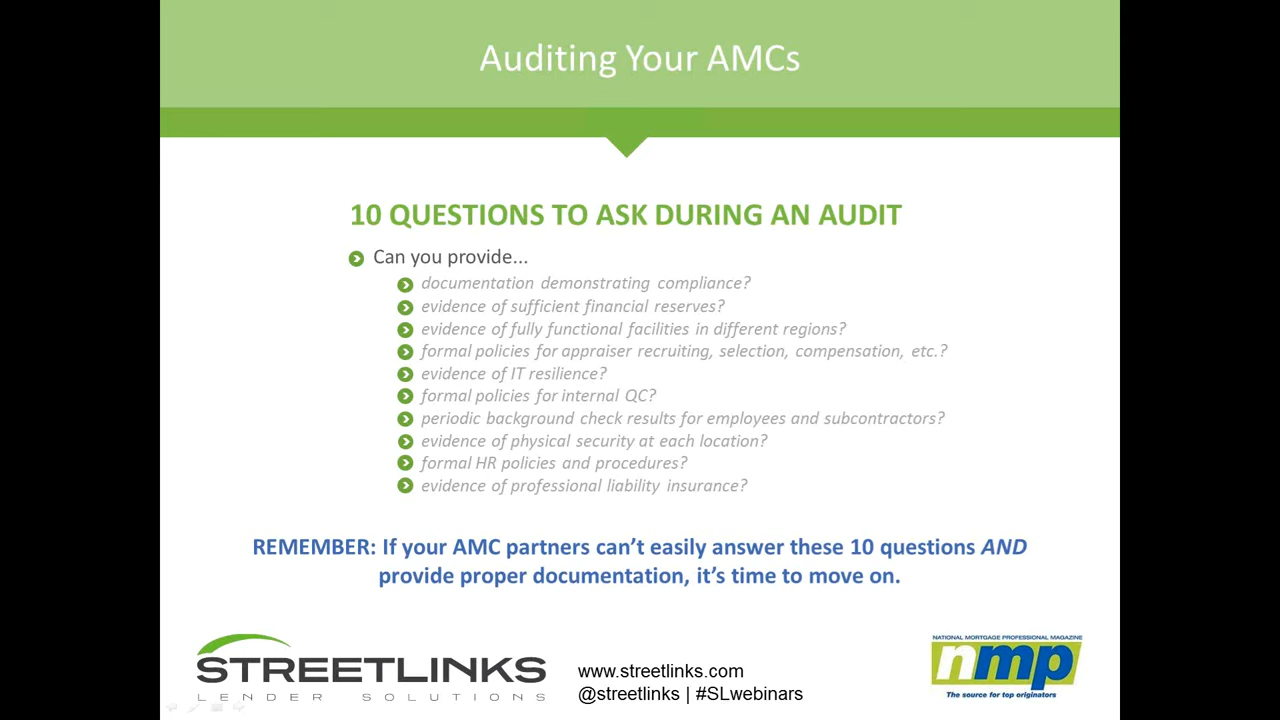 Auditing Your AMCs
10 QUESTIONS TO ASK DURING AN AUDIT
Can you provide...
documentation demonstrating compliance?
evidence of sufficient financial reserves?
evidence of fully functional facilities in different regions?
formal policies for appraiser recruiting, selection, compensation, etc.?
evidence of IT resilience?
formal policies for internal QC?
periodic background check results for employees and subcontractors?
evidence of physical security at each location?
formal HR policies and procedures?
evidence of professional liability insurance?
REMEMBER: If your AMC partners can’t easily answer these 10 questions AND
provide proper documentation, it’s time to move on.
STREETLINKS
LENDER SOLUTIONS
www.streetlinks.com
@streetlinks | #SLwebinars
NATIONAL MORTGAGE PROFESSIONAL MAGAZINE
nmp
The source for top originators